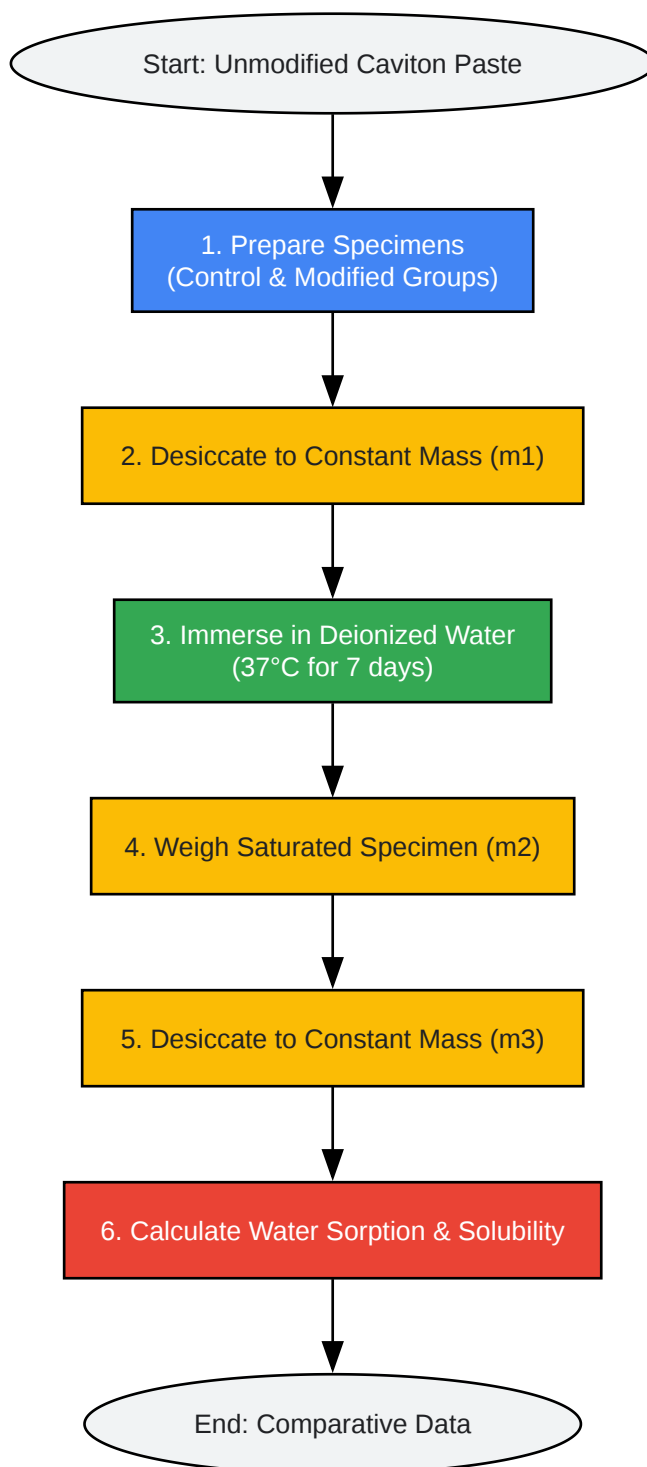 Start: Unmodified Caviton Paste
1. Prepare Specimens
(Control & Modified Groups)
2. Desiccate to Constant Mass (m1)
3. Immerse in Deionized Water
(37°C for 7 days)
4. Weigh Saturated Specimen (m2)
5. Desiccate to Constant Mass (m3)
6. Calculate Water Sorption & Solubility
End: Comparative Data